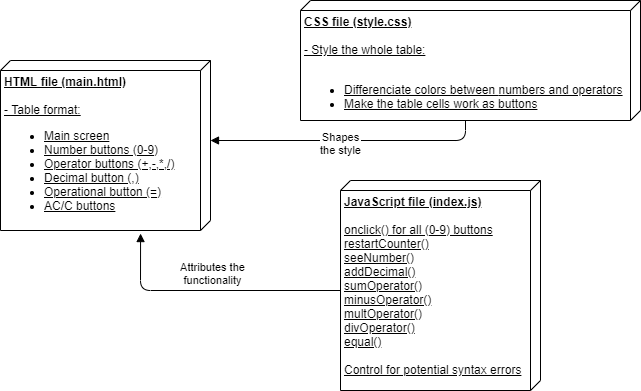 CSS file (style.css)
- Style the whole table:
Differenciate colors between numbers and operators
Make the table cells work as buttons
HTML file (main.html)
- Table format:
Main screen
Number buttons (0-9)
Operator buttons (+,-,*,/)
Decimal button (,)
Operational button (=)
AC/C buttons
Shapes
the style
JavaScript file (index.js)
onclick() for all (0-9) buttons
restartCounter()
seeNumber()
addDecimal()
sumOperator()
minusOperator()
multOperator()
divOperator()
equal()
Control for potential syntax errors
Attributes the
functionality